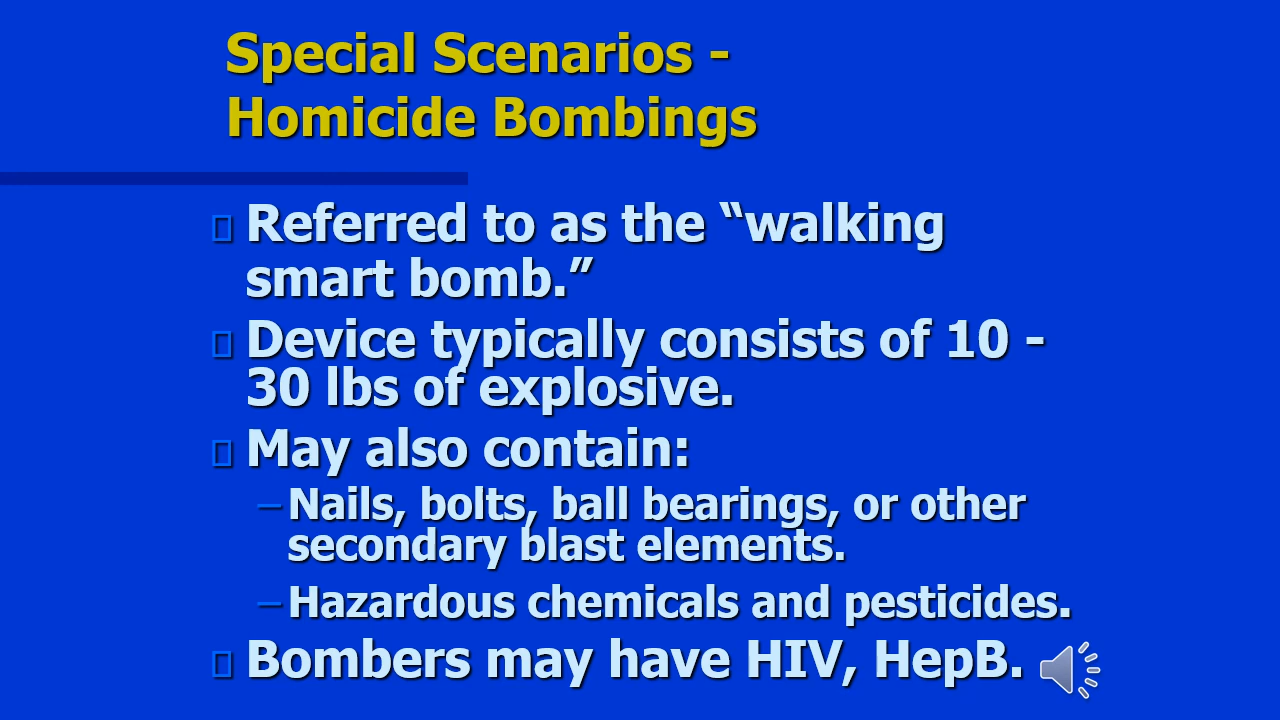 Special Scenarios -
Homicide Bombings
Referred to as the “walking
smart bomb.”
Device typically consists of 10 -
30 lbs of explosive.
May also contain:
–Nails, bolts, ball bearings, or other
secondary blast elements.
–Hazardous chemicals and pesticides.
Bombers may have HIV, HepB.